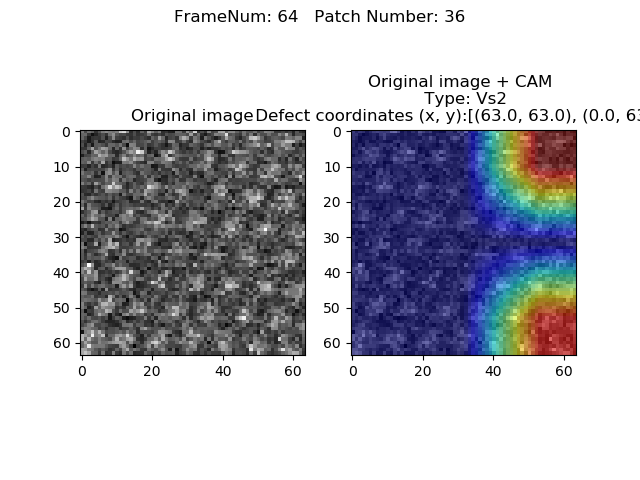 FrameNum: 64   Patch Number: 36
Original image + CAM
Type: Vs2
Original image
Defect coordinates (x, y):[(63.0, 63.0), (0.0, 63
0
10
20
30
40
50
60
0 20 40 60
0
10
20
30
40
50
60
0 20 40 60